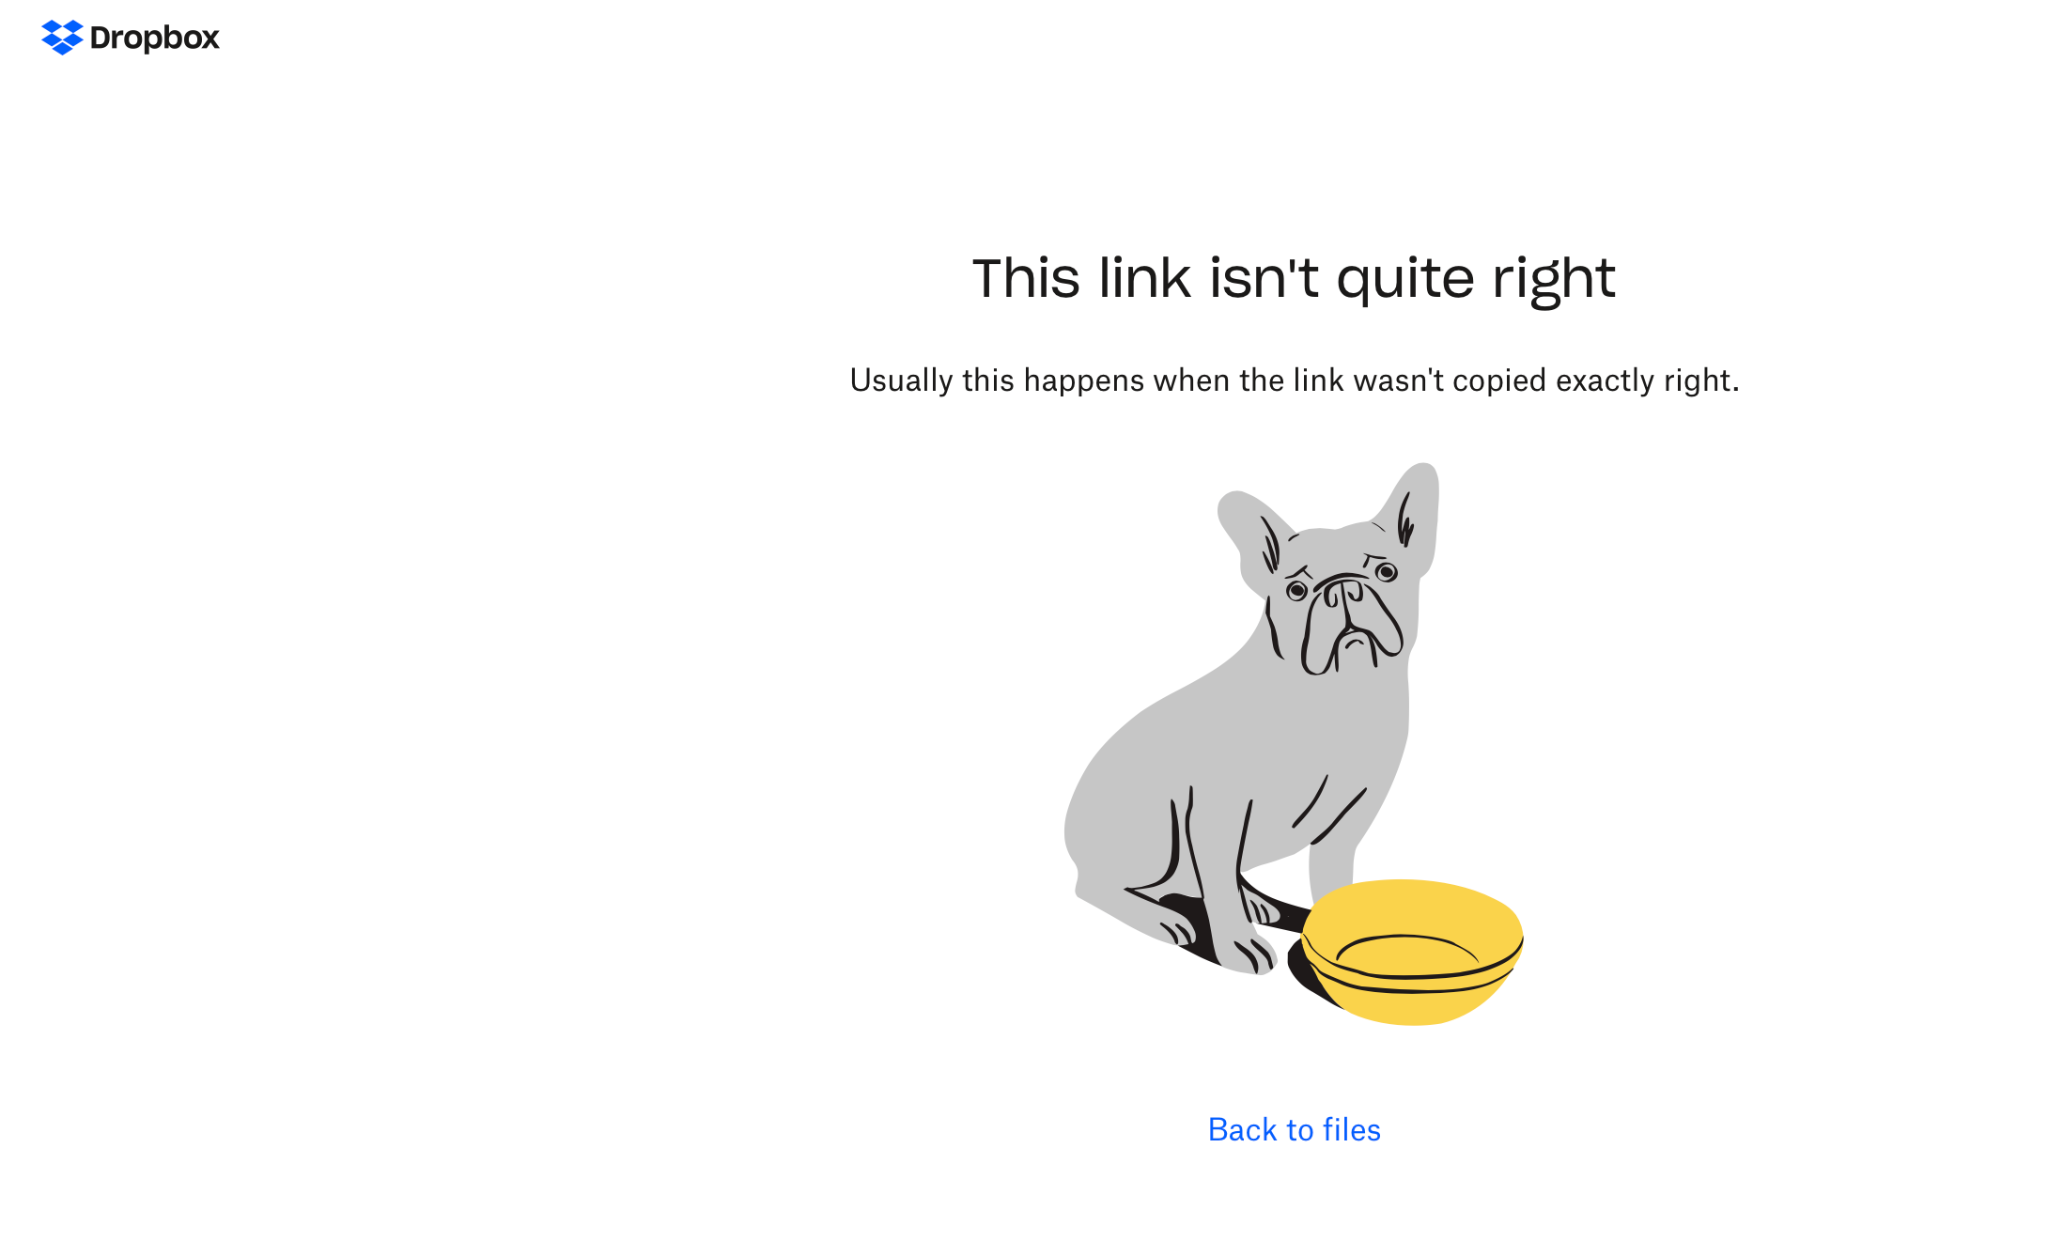 Dropbox
This link isn't quite right
Usually this happens when the link wasn't copied exactly right.
Back to files